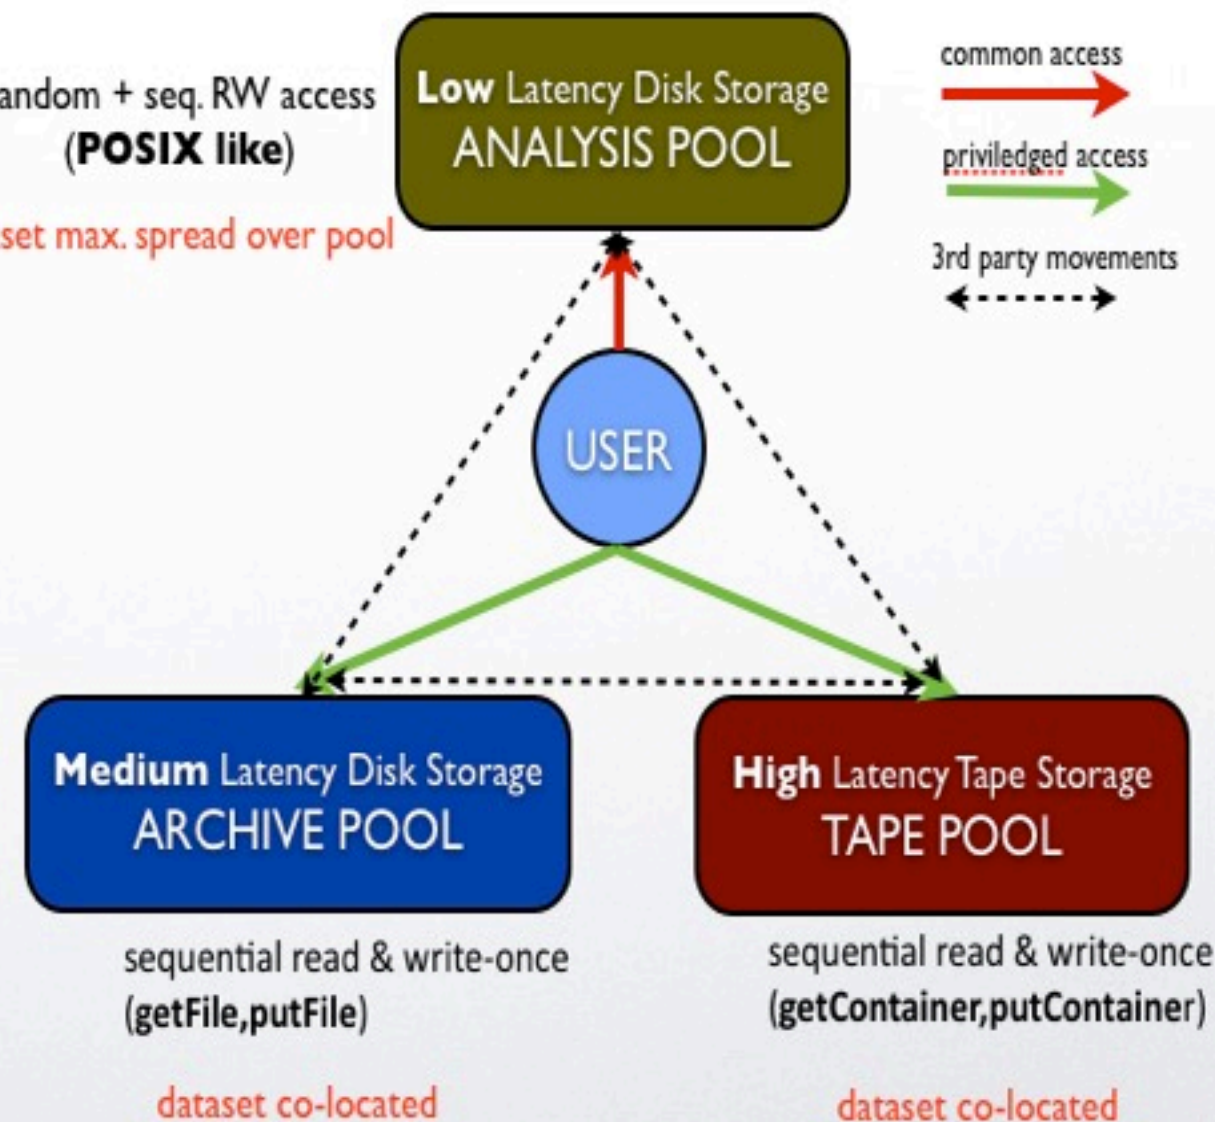 andom + seq. RW access
(POSIX like)
set max. spread over pool
Low Latency Disk Storage
ANALYSIS POOL
common access
priviledged access
3rd party movements
USER
Medium Latency Disk Storage
ARCHIVE POOL
sequential read & write-once
(getFile,putFile)
dataset co-located
High Latency Tape Storage
TAPE POOL
sequential read & write-once
(getContainer,putContainer)
dataset co-located